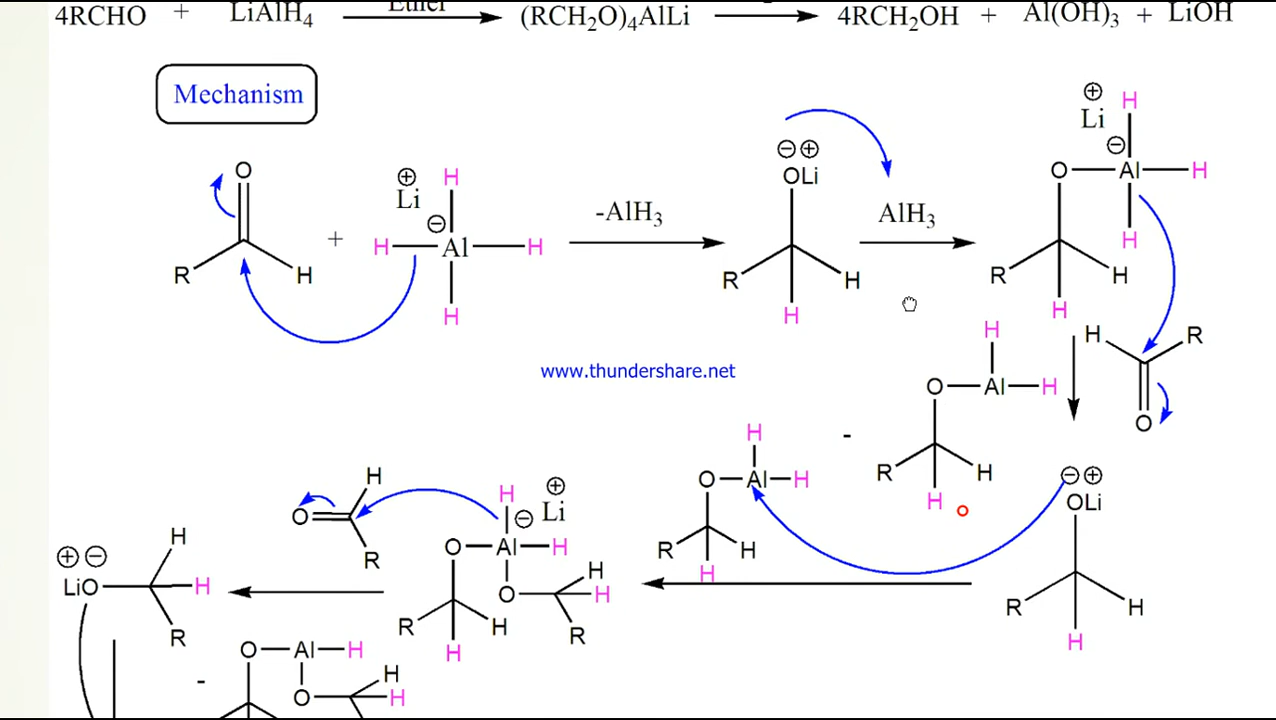 4RCHO + LiAlH4 Ether (RCH2O)4AlLi 4RCH2OH + Al(OH)3 + LiOH
Mechanism
O R H + ⊕ Li ⊖ H H Al H H
-AlH3
⊖⊕ OLi R H H
AlH3
⊕ Li H ⊖ O Al H H R H H
www.thundershare.net
H R O
- H O Al H R H H
⊖⊕ OLi R H H
H O Al H R H H
H O R
H ⊕ Li ⊖ O Al H O H H R R H H
⊕⊖ LiO H H R
- O Al H O H H